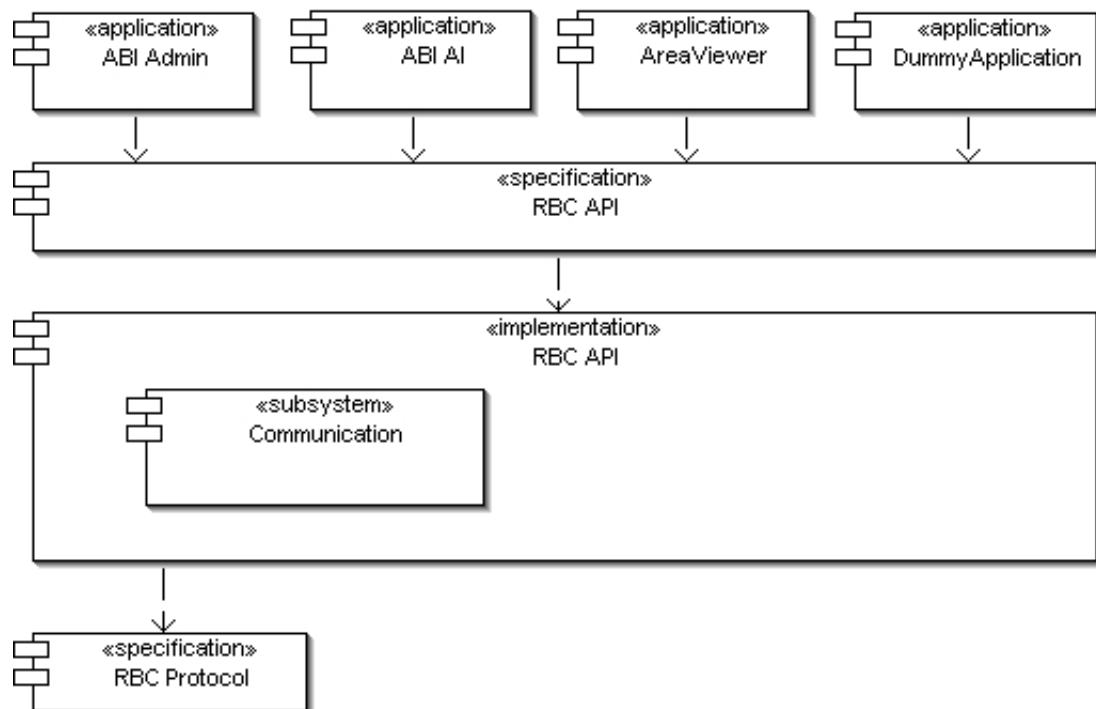 «application»
ABI Admin
«application»
ABI AI
«application»
AreaViewer
«application»
DummyApplication
«specification»
RBC API
«implementation»
RBC API
«subsystem»
Communication
«specification»
RBC Protocol